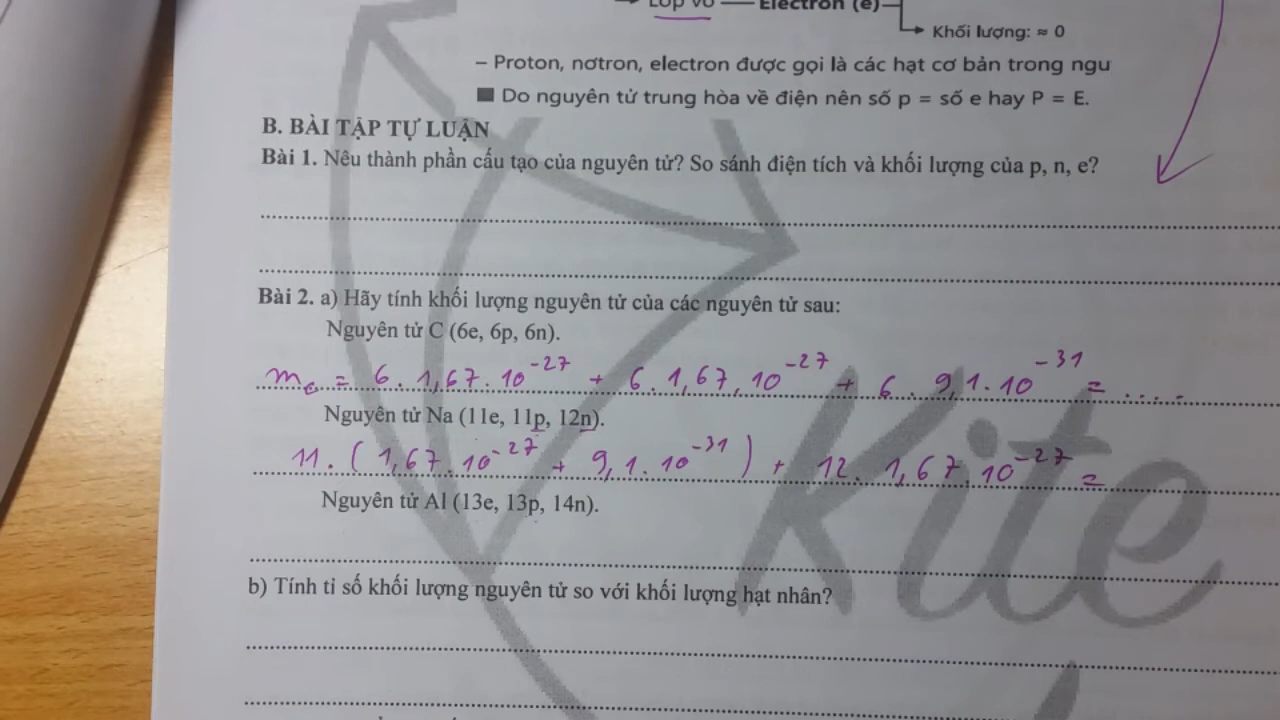 Lớp vỏ Electron (e)
Khối lượng: ≈ 0
– Proton, nơtron, electron được gọi là các hạt cơ bản trong ngu
■ Do nguyên tử trung hòa về điện nên số p = số e hay P = E.
B. BÀI TẬP TỰ LUẬN
Bài 1. Nêu thành phần cấu tạo của nguyên tử? So sánh điện tích và khối lượng của p, n, e?
Bài 2. a) Hãy tính khối lượng nguyên tử của các nguyên tử sau:
Nguyên tử C (6e, 6p, 6n).
mc = 6 . 1,67 . 10^-27 + 6 . 1,67 . 10^-27 + 6 . 9,1 . 10^-31 = ....
Nguyên tử Na (11e, 11p, 12n).
11 . ( 1,67 . 10^-27 + 9,1 . 10^-31 ) + 12 . 1,67 . 10^-27 =
Nguyên tử Al (13e, 13p, 14n).
b) Tính tỉ số khối lượng nguyên tử so với khối lượng hạt nhân?
Kite